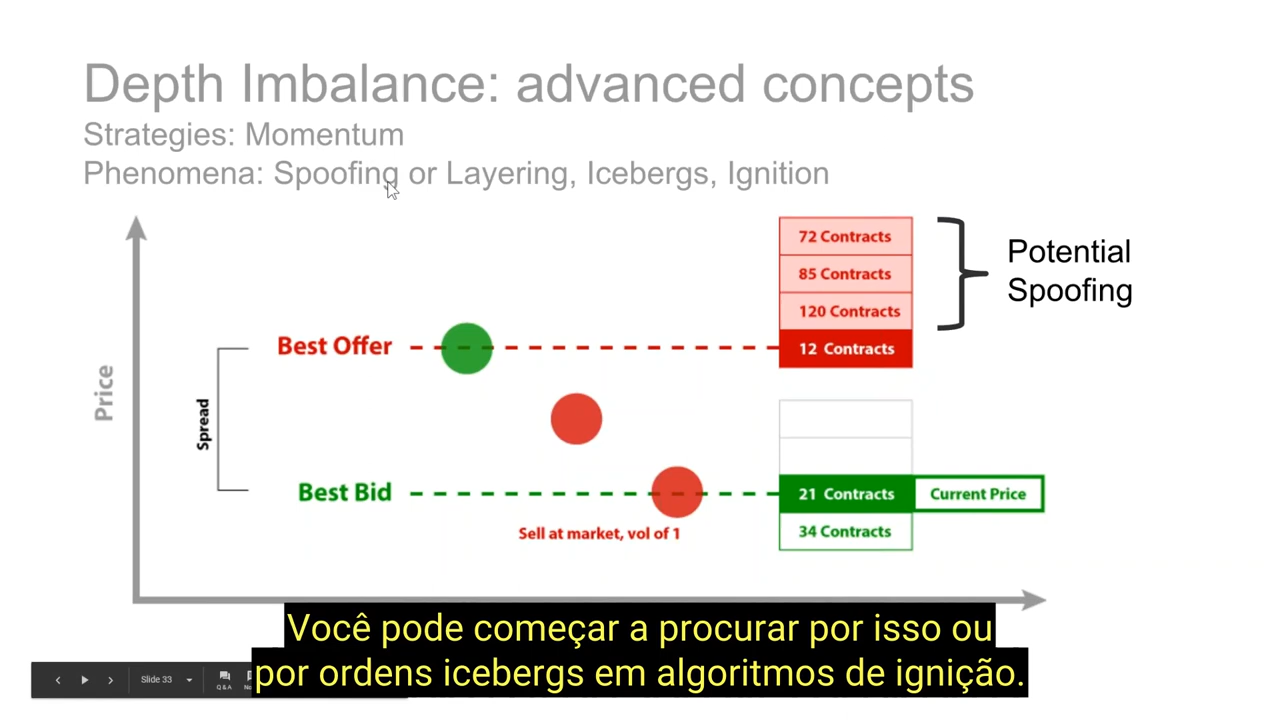 Depth Imbalance: advanced concepts
Strategies: Momentum
Phenomena: Spoofing or Layering, Icebergs, Ignition
72 Contracts
85 Contracts
120 Contracts
12 Contracts
Potential
Spoofing
Best Offer
Price
Spread
Best Bid
21 Contracts
Current Price
34 Contracts
Sell at market, vol of 1
Você pode começar a procurar por isso ou
por ordens icebergs em algoritmos de ignição.
Slide 33
Q & A